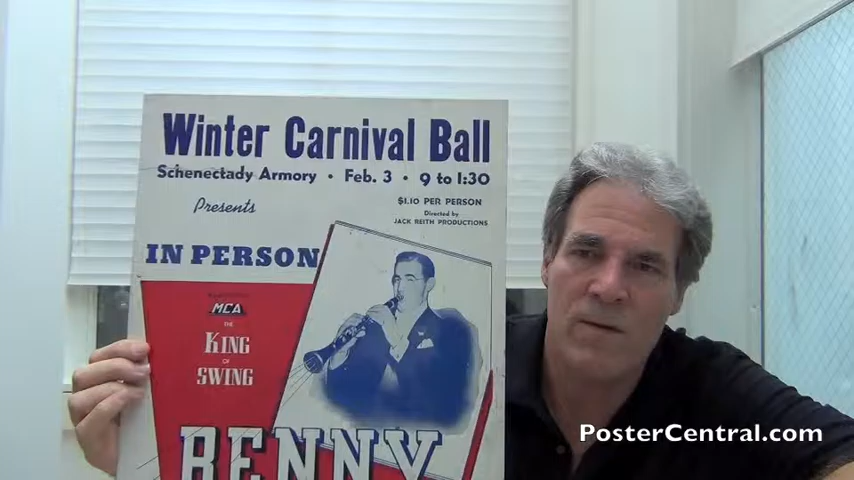 Winter Carnival Ball
Schenectady Armory • Feb. 3 • 9 to 1:30
Presents
$1.10 PER PERSON
Directed by
JACK REITH PRODUCTIONS
IN PERSON
MCA
THE
KING
OF
SWING
BENNY
PosterCentral.com